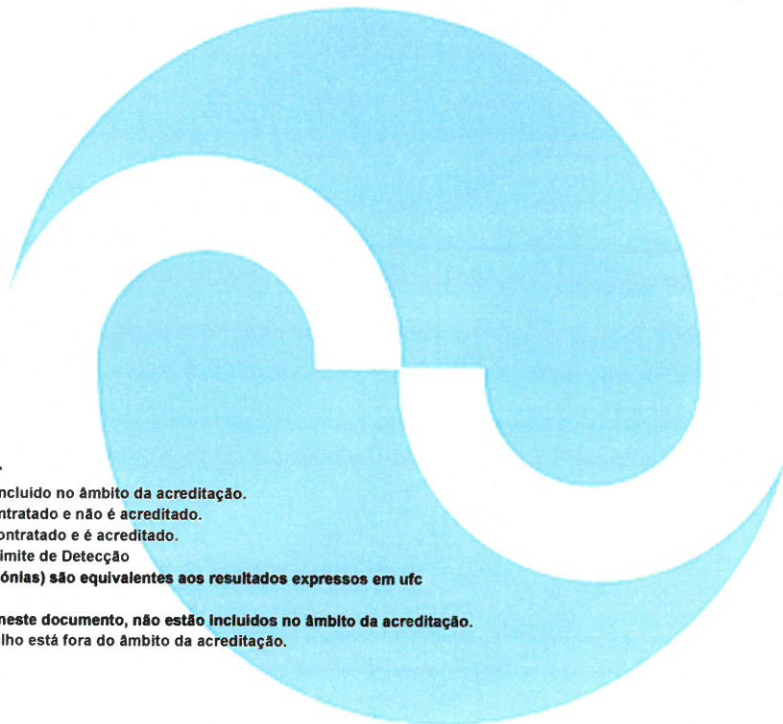 ncluido no âmbito da acreditação.
ntratado e não é acreditado.
ontratado e é acreditado.
imite de Detecção
ónias) são equivalentes aos resultados expressos em ufc
neste documento, não estão incluidos no âmbito da acreditação.
lho está fora do âmbito da acreditação.